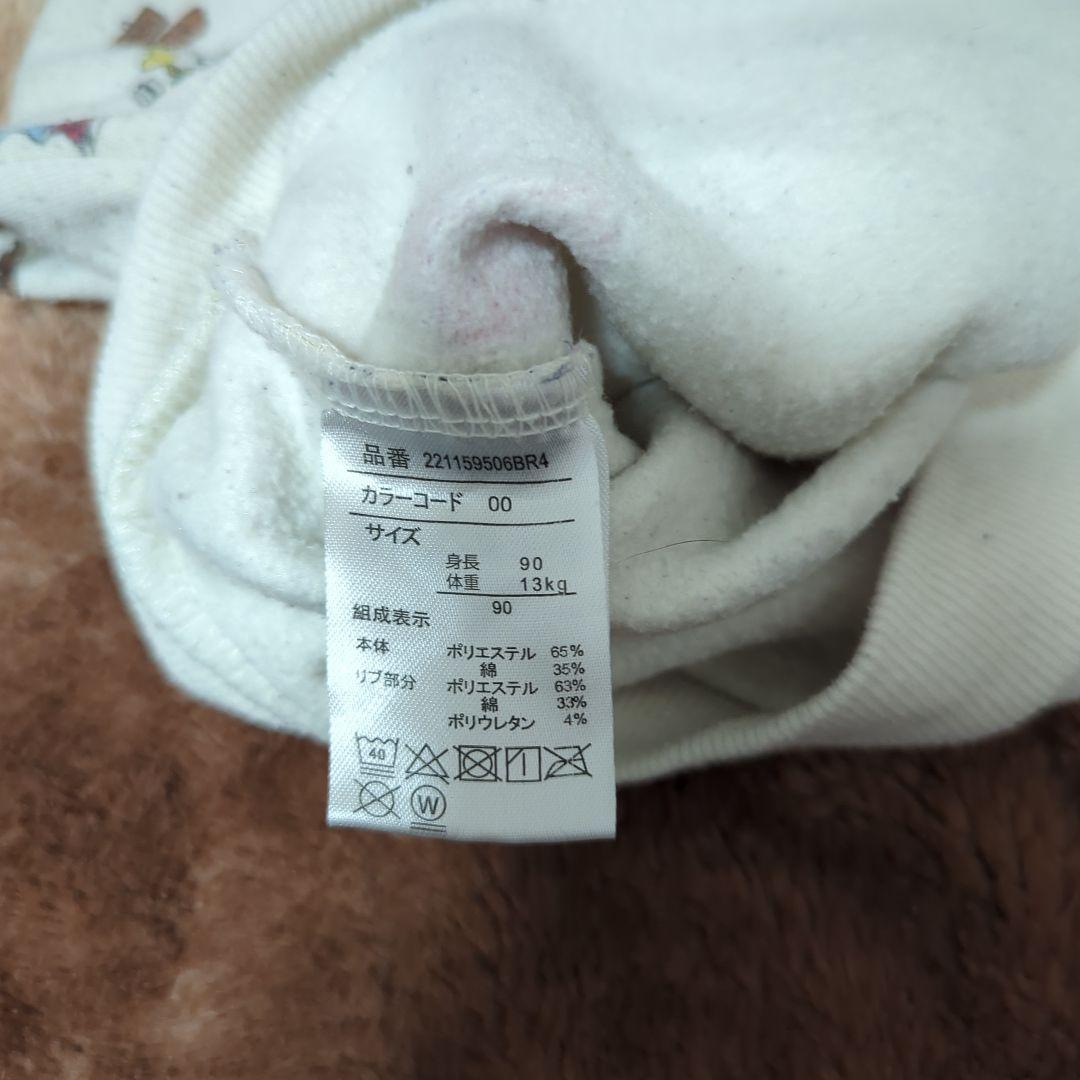 品番 221159506BR4
カラーコード 00
サイズ
身長 90
体重 13kg
90
組成表示
本体 ポリエステル 65%
綿 35%
リブ部分 ポリエステル 63%
綿 33%
ポリウレタン 4%
40
W